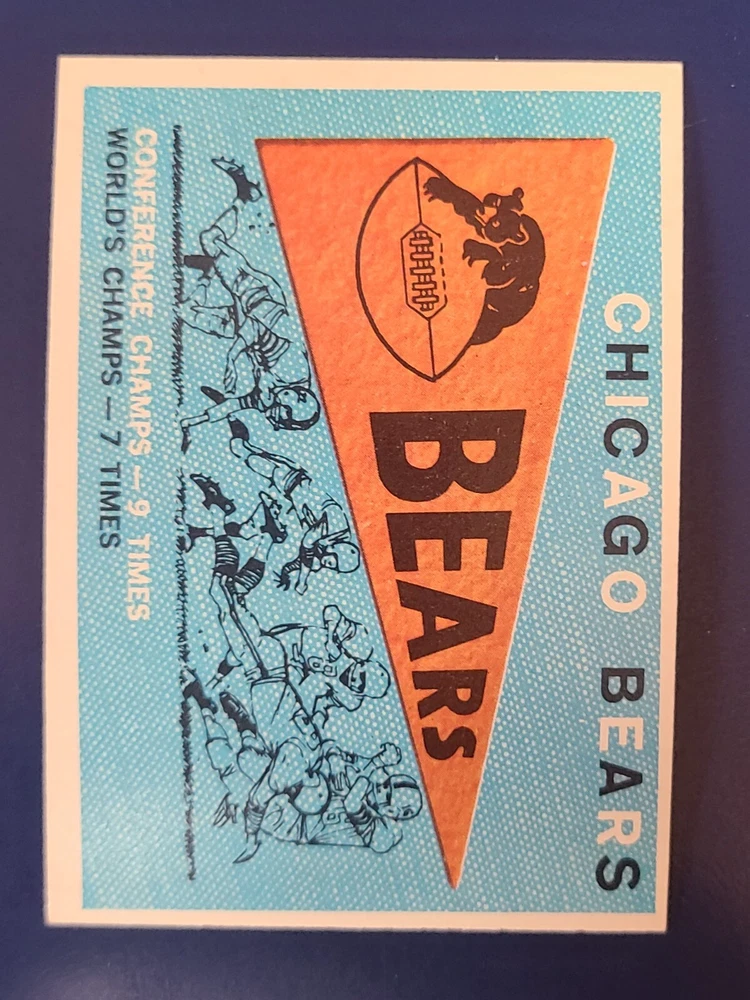 CHICAGO BEARS
BEARS
CONFERENCE CHAMPS — 9 TIMES
WORLD'S CHAMPS — 7 TIMES